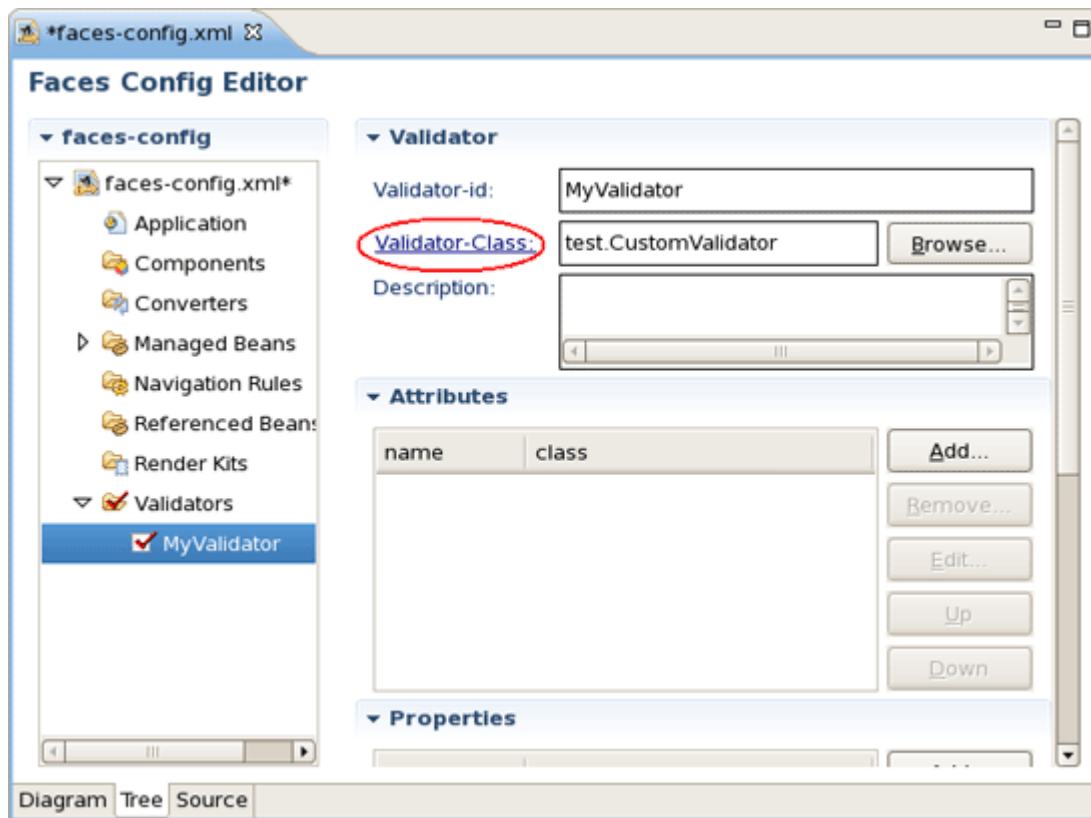 *faces-config.xml
Faces Config Editor
faces-config
faces-config.xml*
Application
Components
Converters
Managed Beans
Navigation Rules
Referenced Bean
Render Kits
Validators
MyValidator
Validator
Validator-id: MyValidator
Validator-Class: test.CustomValidator Browse...
Description:
Attributes
name class
Add...
Remove...
Edit...
Up
Down
Properties
Diagram Tree Source